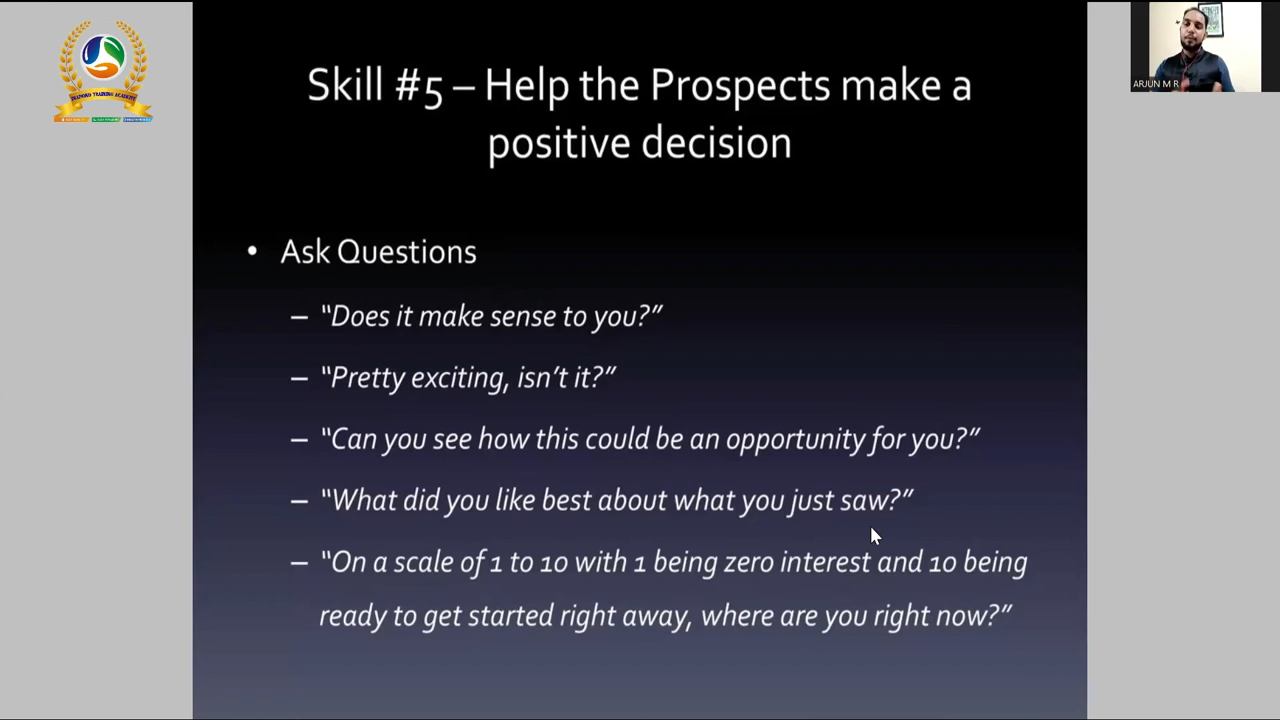 Skill #5 – Help the Prospects make a
positive decision
ARJUN M R
DIAMOND TRAINING ACADEMY
• Ask Questions
– “Does it make sense to you?”
– “Pretty exciting, isn’t it?”
– “Can you see how this could be an opportunity for you?”
– “What did you like best about what you just saw?”
– “On a scale of 1 to 10 with 1 being zero interest and 10 being
ready to get started right away, where are you right now?”